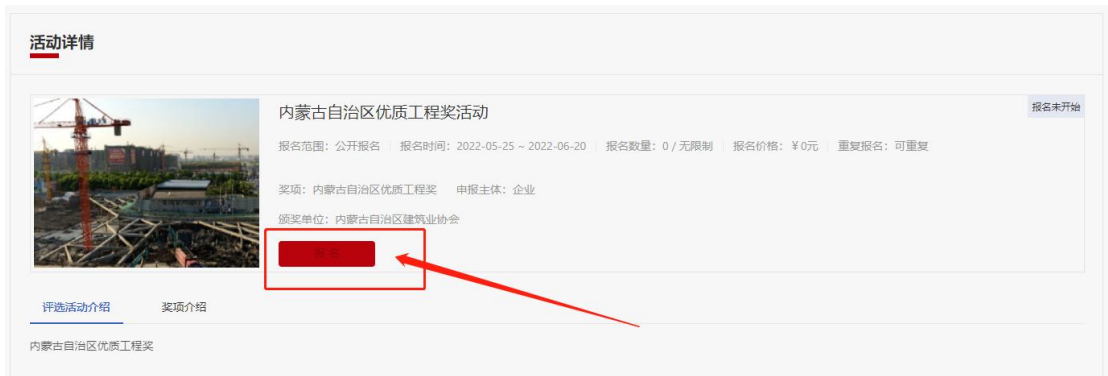 活动详情
内蒙古自治区优质工程奖活动
报名未开始
报名范围：公开报名 报名时间：2022-05-25 ~ 2022-06-20 报名数量：0 / 无限制 报名价格：￥0元 重复报名：可重复
奖项：内蒙古自治区优质工程奖 申报主体：企业
颁奖单位：内蒙古自治区建筑业协会
报名
评选活动介绍 奖项介绍
内蒙古自治区优质工程奖